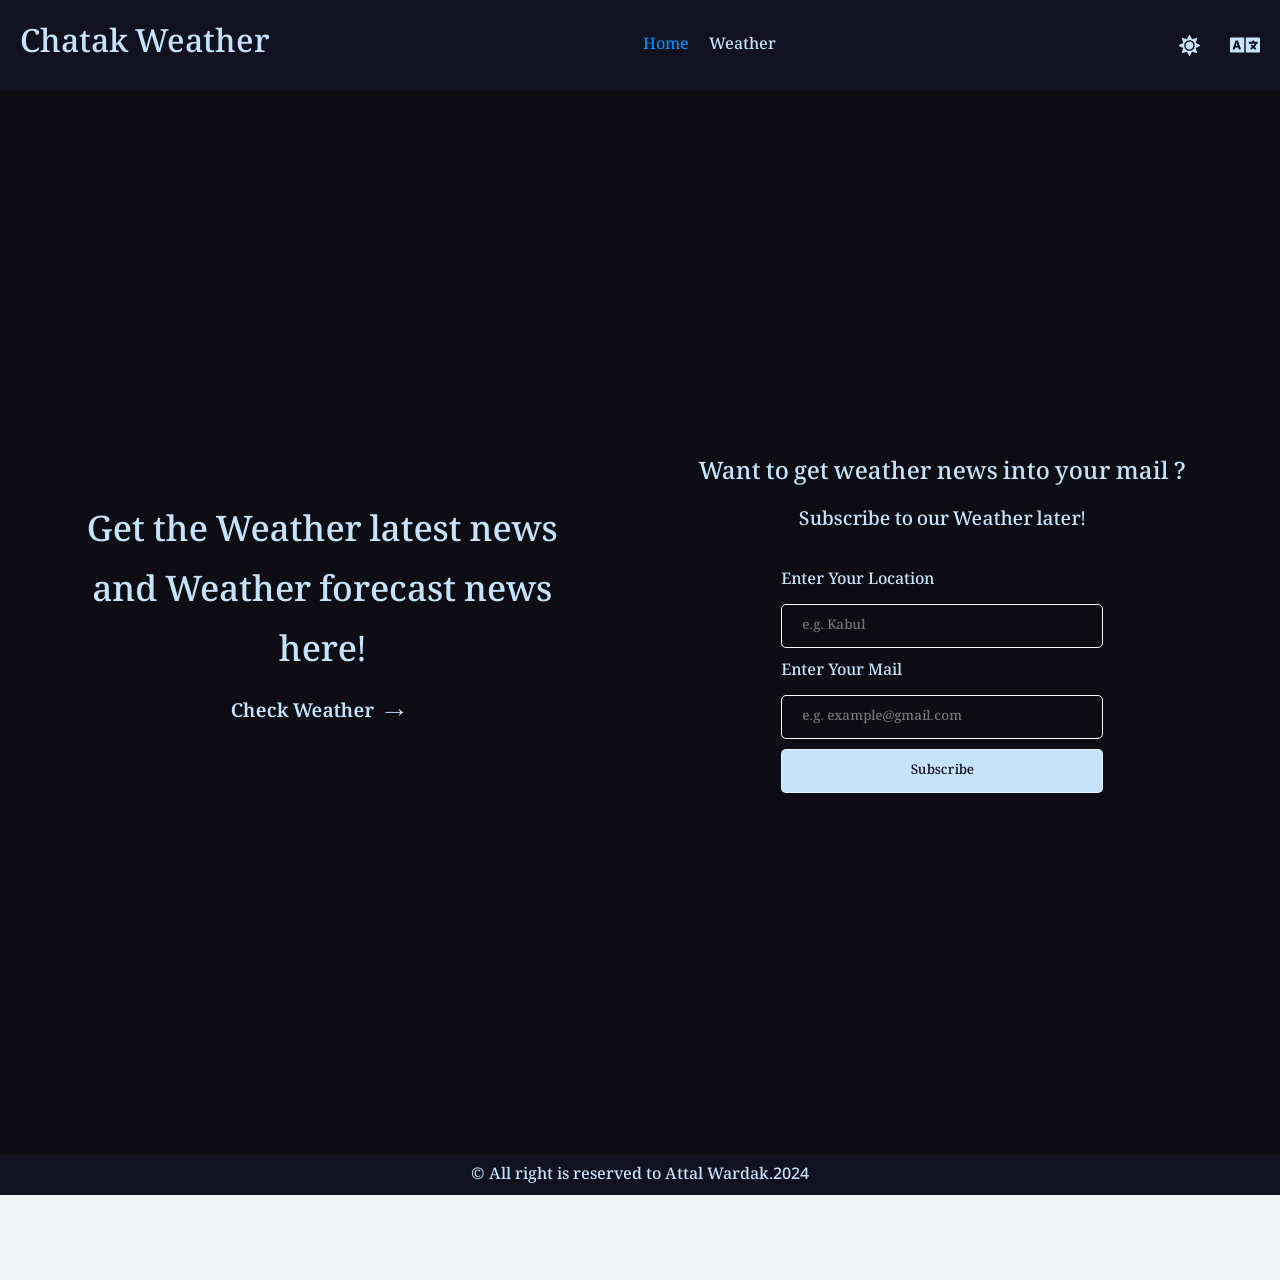 Chatak Weather
Home
Weather
Get the Weather latest news
and Weather forecast news
here!
Check Weather →
Want to get weather news into your mail ?
Subscribe to our Weather later!
Enter Your Location
e.g. Kabul
Enter Your Mail
e.g. example@gmail.com
Subscribe
© All right is reserved to Attal Wardak.2024